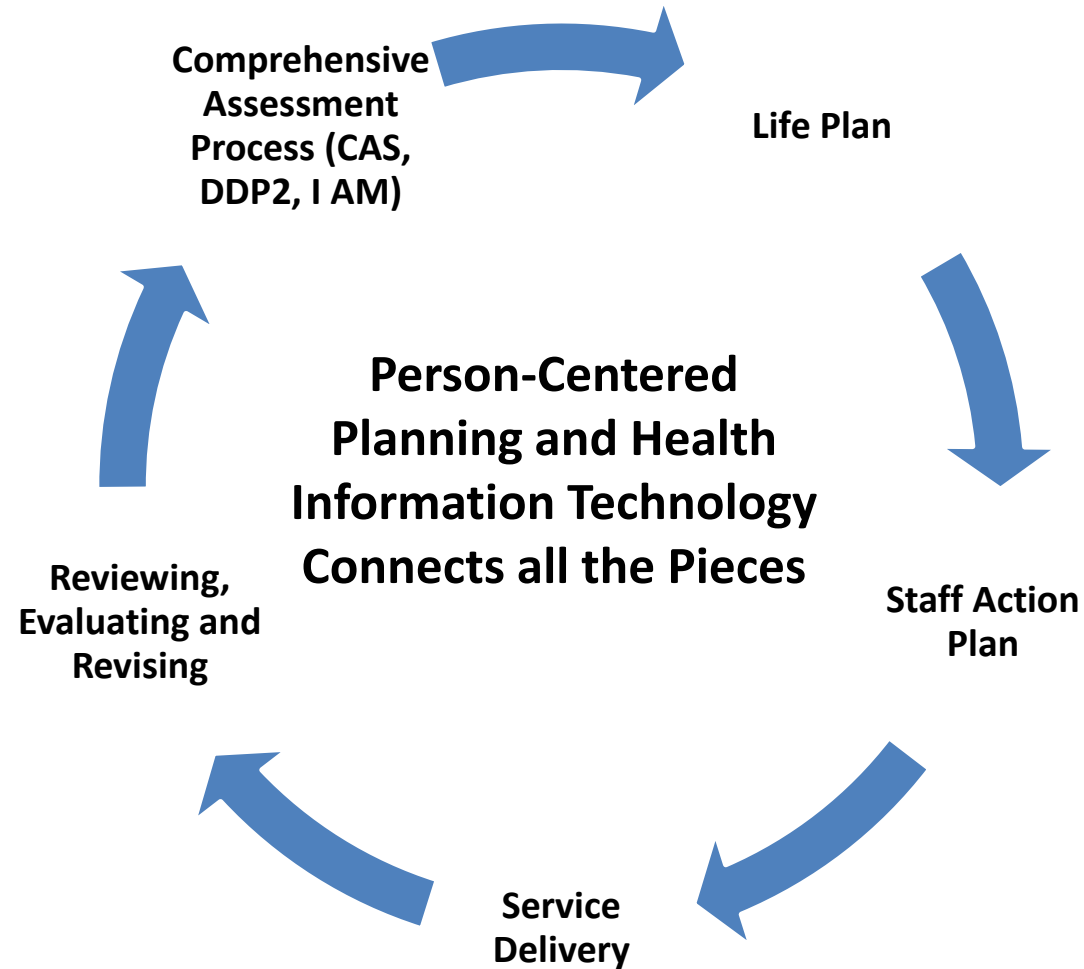 Comprehensive
Assessment
Process (CAS,
DDP2, I AM)
Life Plan
Staff Action
Plan
Service
Delivery
Reviewing,
Evaluating and
Revising
Person-Centered
Planning and Health
Information Technology
Connects all the Pieces